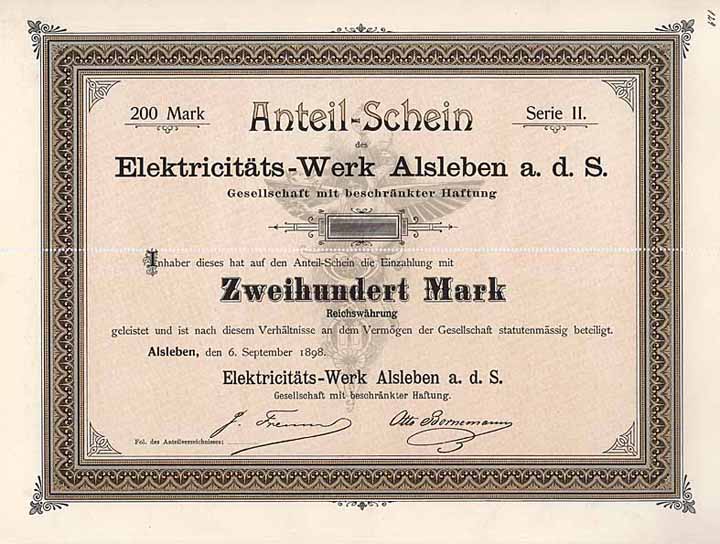 200 Mark
Anteil-Schein
Serie II.
des
Elektricitäts-Werk Alsleben a. d. S.
Gesellschaft mit beschränkter Haftung
Inhaber dieses hat auf den Anteil-Schein die Einzahlung mit
Zweihundert Mark
Reichswährung
geleistet und ist nach diesem Verhältnisse an dem Vermögen der Gesellschaft statutenmässig beteiligt.
Alsleben, den 6. September 1898.
Elektricitäts-Werk Alsleben a. d. S.
Gesellschaft mit beschränkter Haftung.
Otto Bornemann
Fol. des Anteilverzeichnisses: